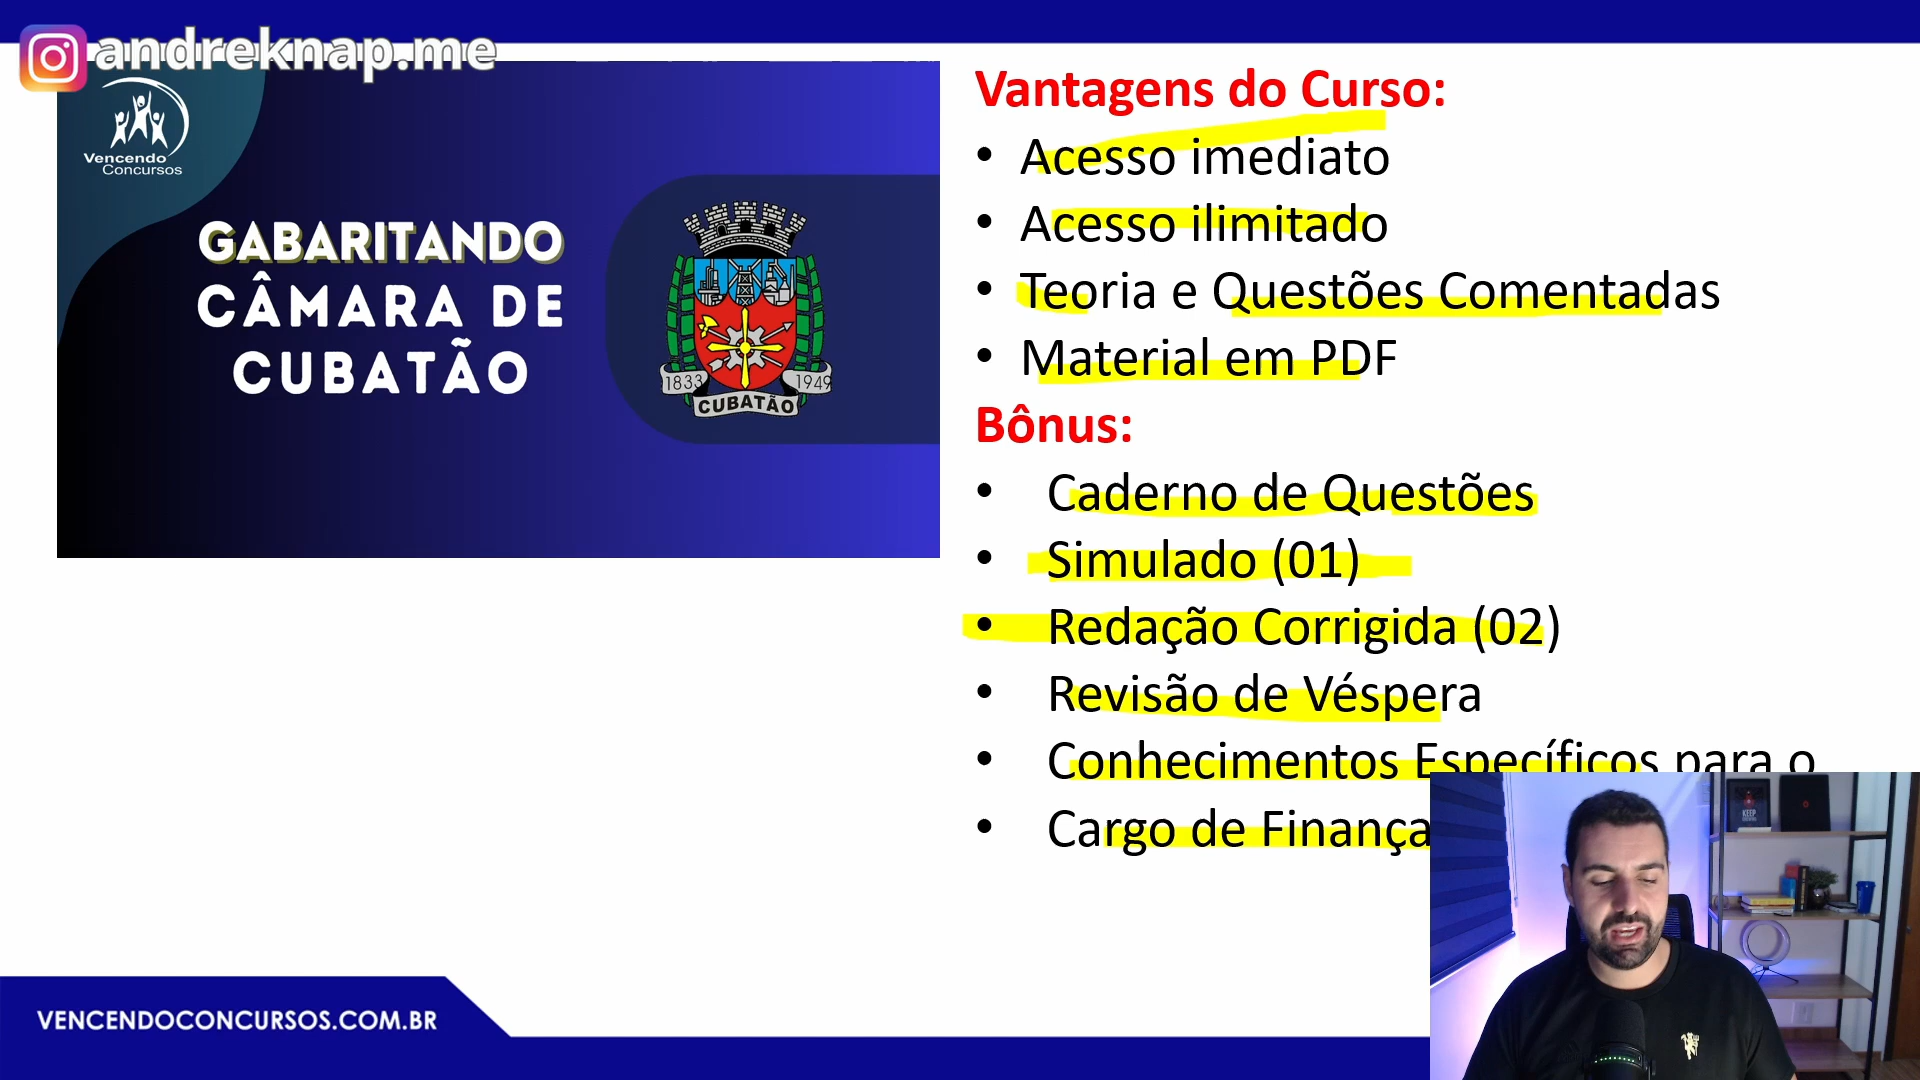 andreknap.me
Vencendo
Concursos
GABARITANDO
CÂMARA DE
CUBATÃO
1833
1949
CUBATÃO
Vantagens do Curso:
• Acesso imediato
• Acesso ilimitado
• Teoria e Questões Comentadas
• Material em PDF
Bônus:
• Caderno de Questões
• Simulado (01)
• Redação Corrigida (02)
• Revisão de Véspera
• Conhecimentos Específicos para o
• Cargo de Finança
KEEP
VENCENDOCONCURSOS.COM.BR